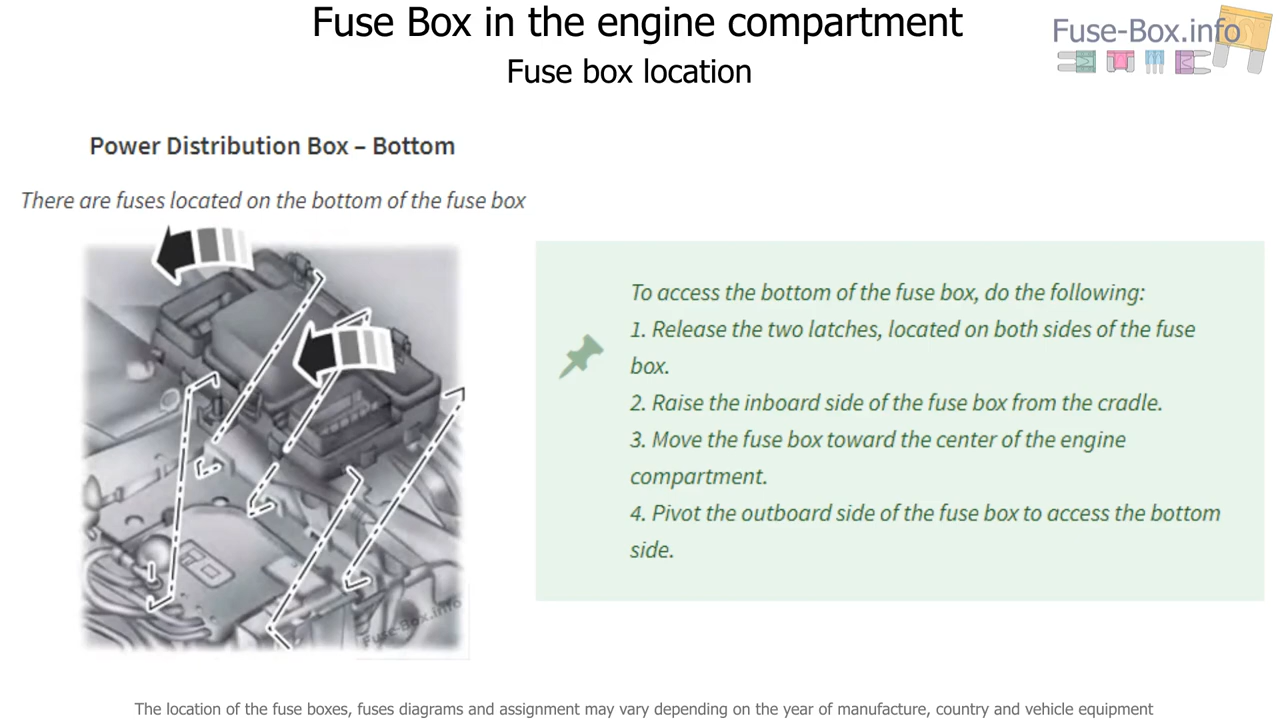 Fuse Box in the engine compartment
Fuse-Box.info
Fuse box location
Power Distribution Box – Bottom
There are fuses located on the bottom of the fuse box
To access the bottom of the fuse box, do the following:
1. Release the two latches, located on both sides of the fuse
box.
2. Raise the inboard side of the fuse box from the cradle.
3. Move the fuse box toward the center of the engine
compartment.
4. Pivot the outboard side of the fuse box to access the bottom
side.
Fuse-Box.info
The location of the fuse boxes, fuses diagrams and assignment may vary depending on the year of manufacture, country and vehicle equipment